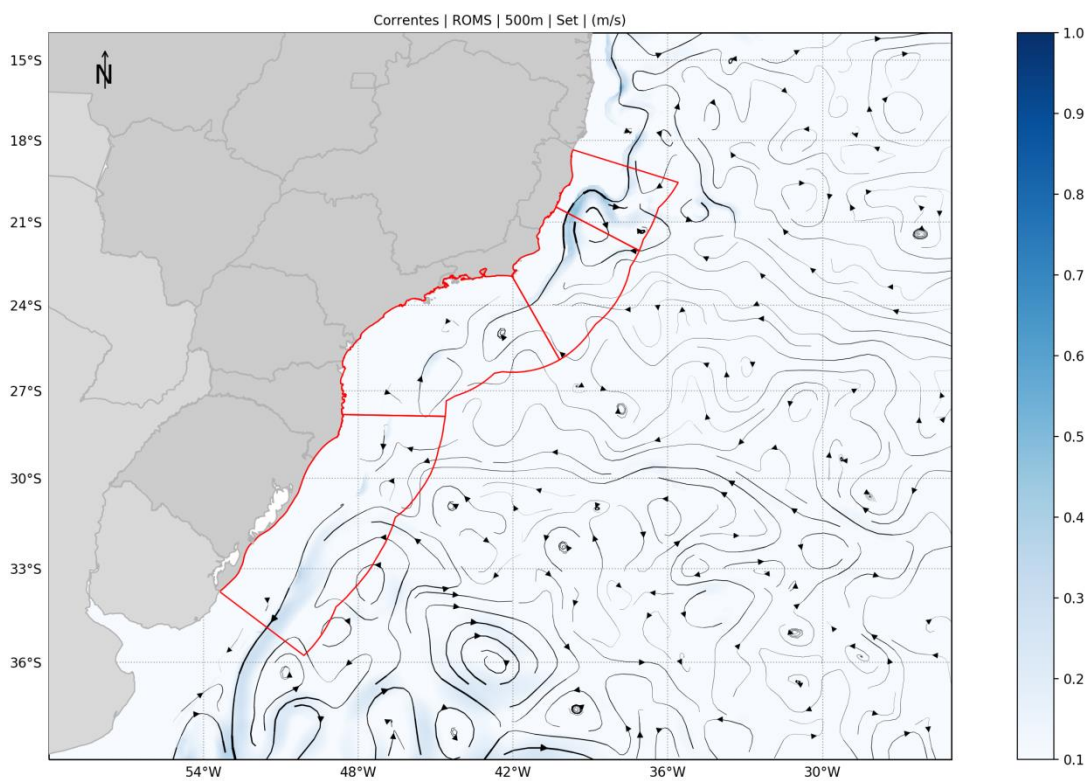 Correntes | ROMS | 500m | Set | (m/s)
N
15°S
18°S
21°S
24°S
27°S
30°S
33°S
36°S
54°W
48°W
42°W
36°W
30°W
1.0
0.9
0.8
0.7
0.6
0.5
0.4
0.3
0.2
0.1